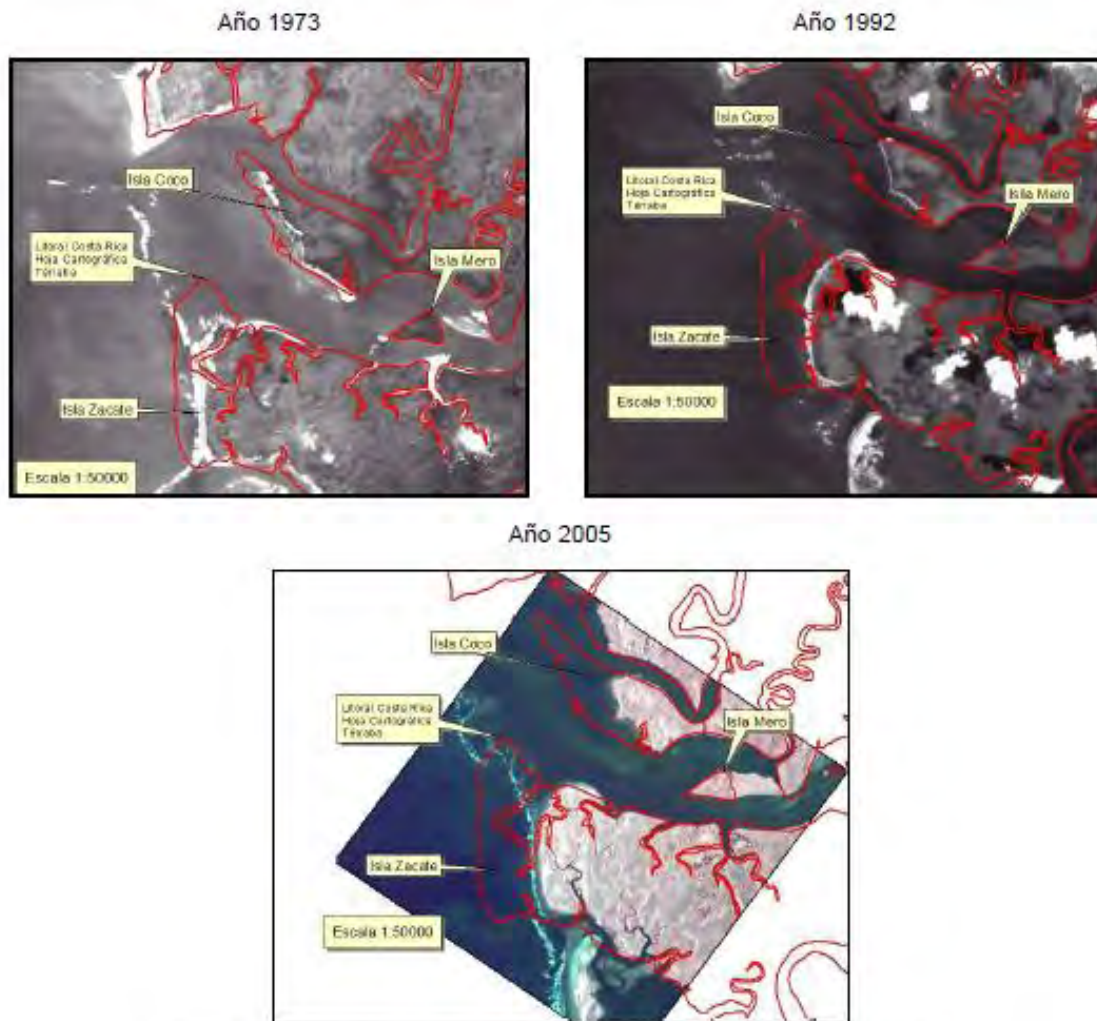 Año 1973
Isla Coco
Litoral Costa Rica
Hoja Cartográfica
Térraba
Isla Mero
Isla Zacate
Escala 1:50000
Año 1992
Isla Coco
Litoral Costa Rica
Hoja Cartográfica
Térraba
Isla Mero
Isla Zacate
Escala 1:50000
Año 2005
Isla Coco
Litoral Costa Rica
Hoja Cartográfica
Térraba
Isla Mero
Isla Zacate
Escala 1:50000